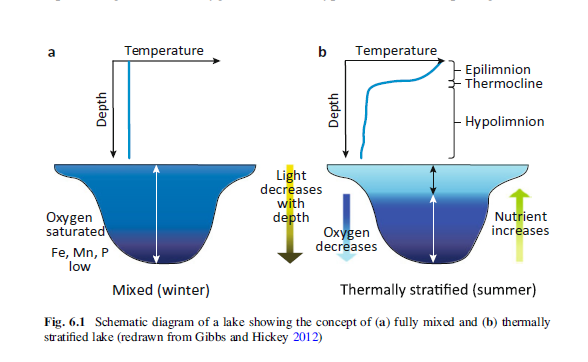 a
Temperature
Depth
Oxygen
saturated
Fe, Mn, P
low
Mixed (winter)
Light
decreases
with
depth
b
Temperature
Depth
Epilimnion
Thermocline
Hypolimnion
Oxygen
decreases
Nutrient
increases
Thermally stratified (summer)
Fig. 6.1 Schematic diagram of a lake showing the concept of (a) fully mixed and (b) thermally
stratified lake (redrawn from Gibbs and Hickey 2012)